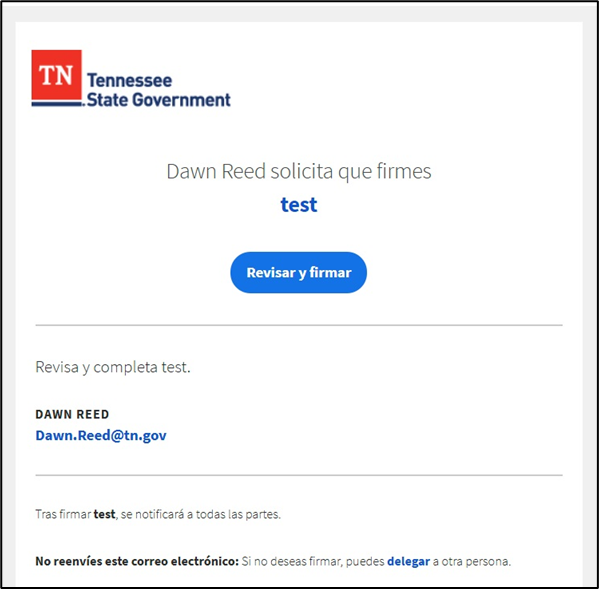 TN
Tennessee
State Government
Dawn Reed solicita que firmes
test
Revisar y firmar
Revisa y completa test.
DAWN REED
Dawn.Reed@tn.gov
Tras firmar test, se notificará a todas las partes.
No reenvíes este correo electrónico: Si no deseas firmar, puedes delegar a otra persona.